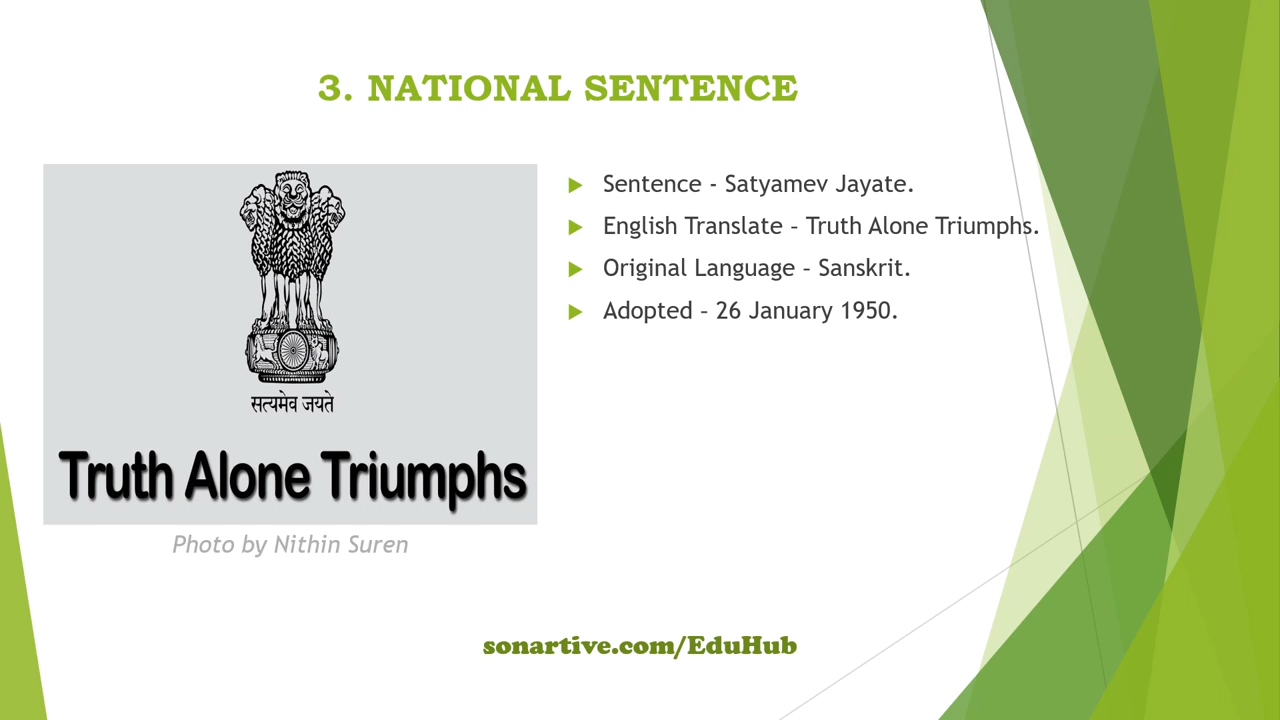 3. NATIONAL SENTENCE
सत्यमेव जयते
Truth Alone Triumphs
Photo by Nithin Suren
Sentence - Satyamev Jayate.
English Translate – Truth Alone Triumphs.
Original Language – Sanskrit.
Adopted – 26 January 1950.
sonartive.com/EduHub